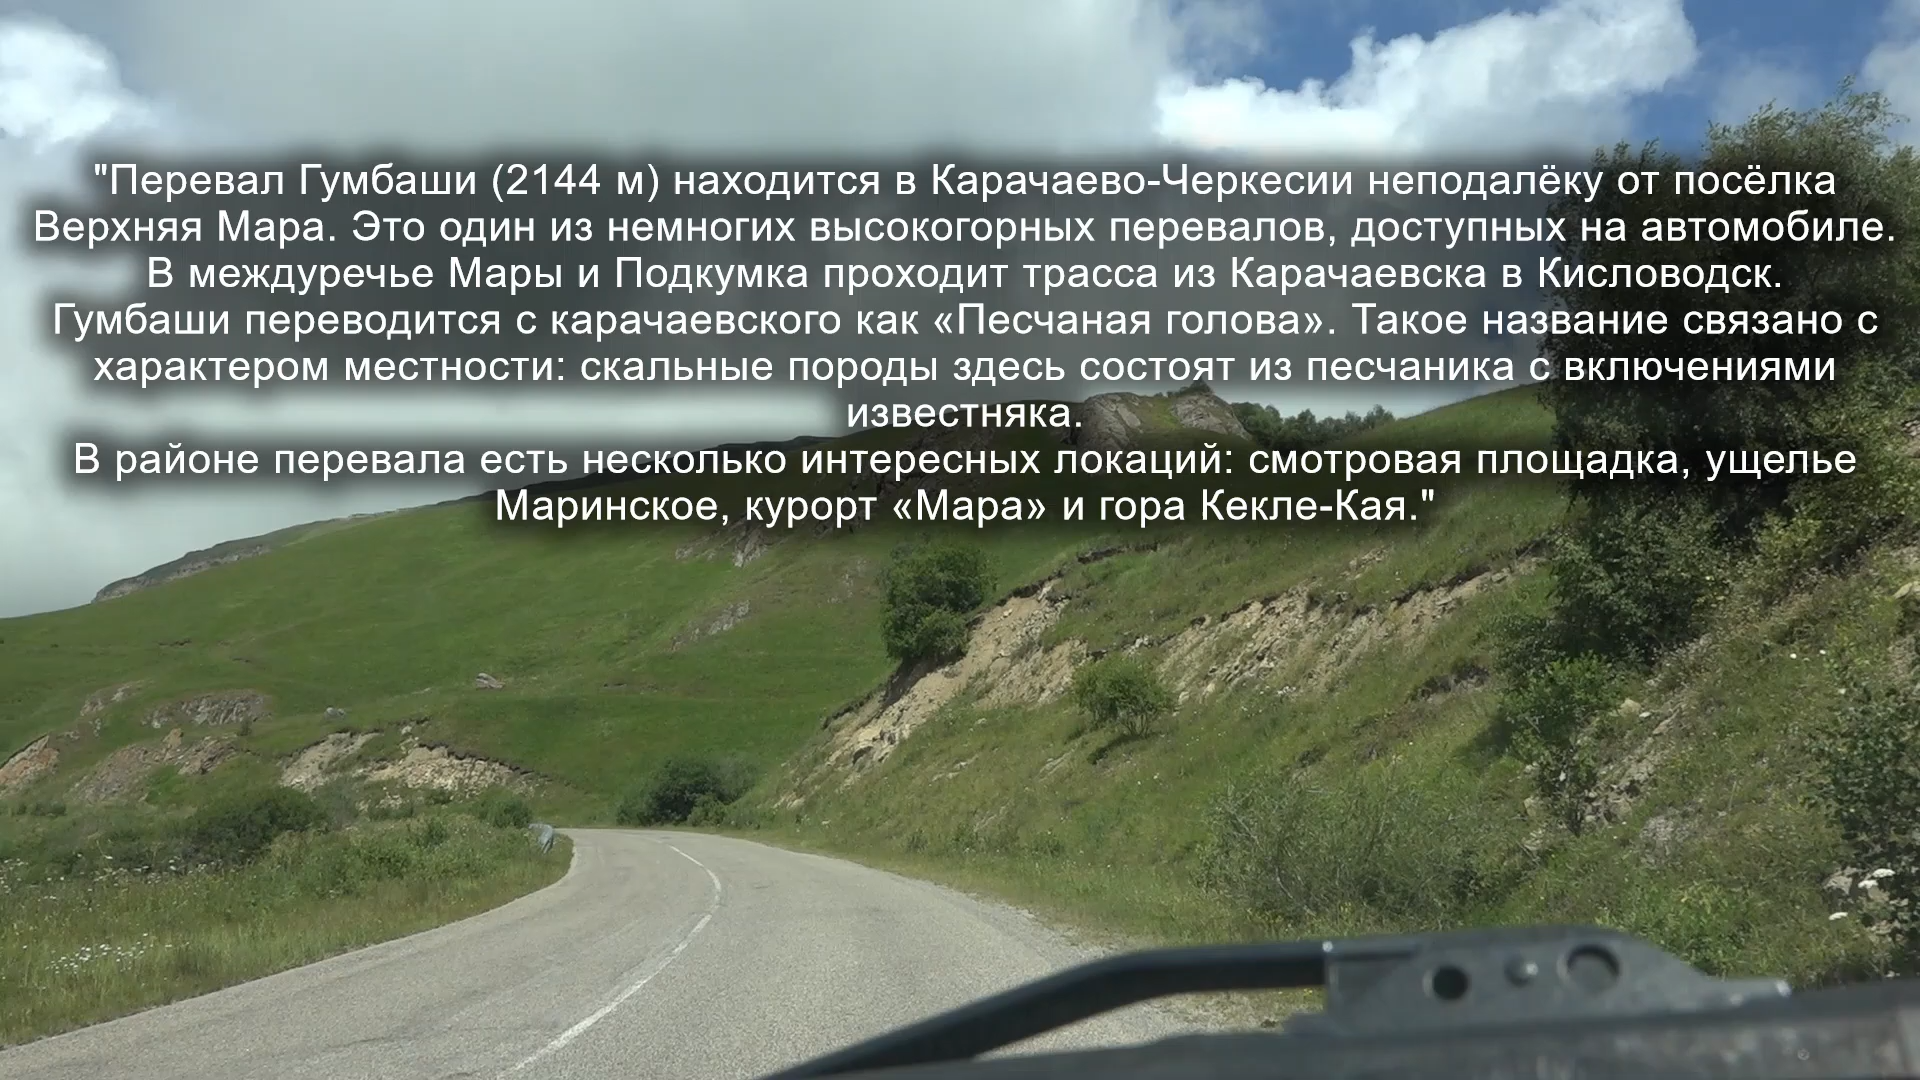 "Перевал Гумбаши (2144 м) находится в Карачаево-Черкесии неподалёку от посёлка
Верхняя Мара. Это один из немногих высокогорных перевалов, доступных на автомобиле.
В междуречье Мары и Подкумка проходит трасса из Карачаевска в Кисловодск.
Гумбаши переводится с карачаевского как «Песчаная голова». Такое название связано с
характером местности: скальные породы здесь состоят из песчаника с включениями
известняка.
В районе перевала есть несколько интересных локаций: смотровая площадка, ущелье
Маринское, курорт «Мара» и гора Кекле-Кая."